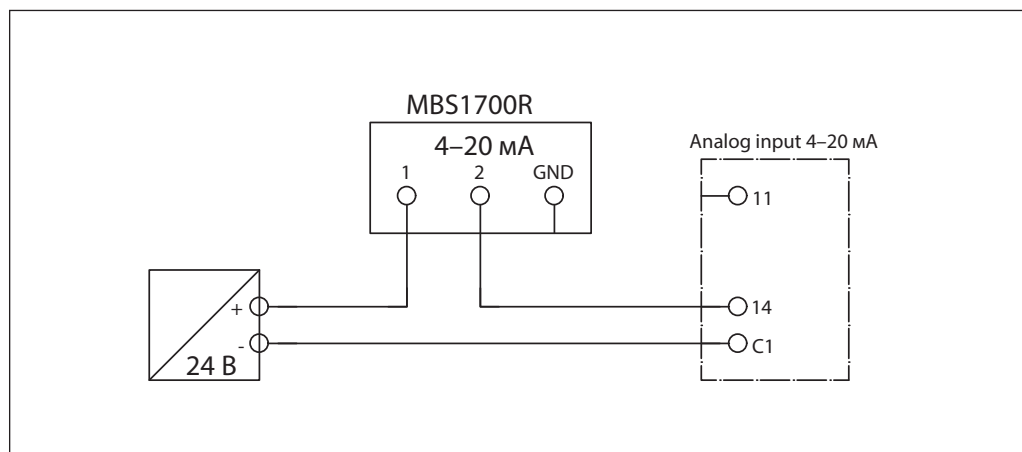 MBS1700R
4–20 мА
1 2 GND
Analog input 4–20 мА
11
+ 14
- C1
24 В